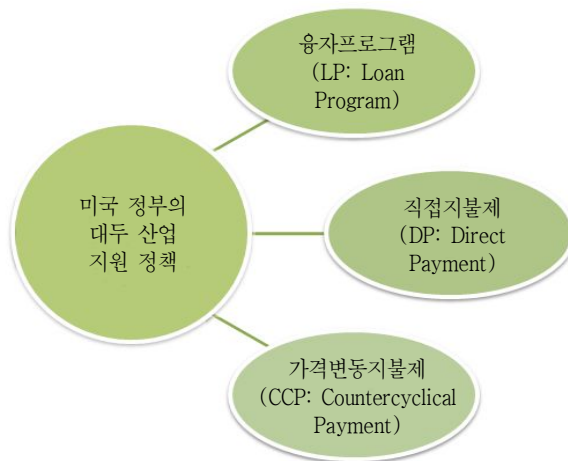 융자프로그램
(LP: Loan
Program)
미국 정부의
대두 산업
지원 정책
직접지불제
(DP: Direct
Payment)
가격변동지불제
(CCP: Countercyclical
Payment)